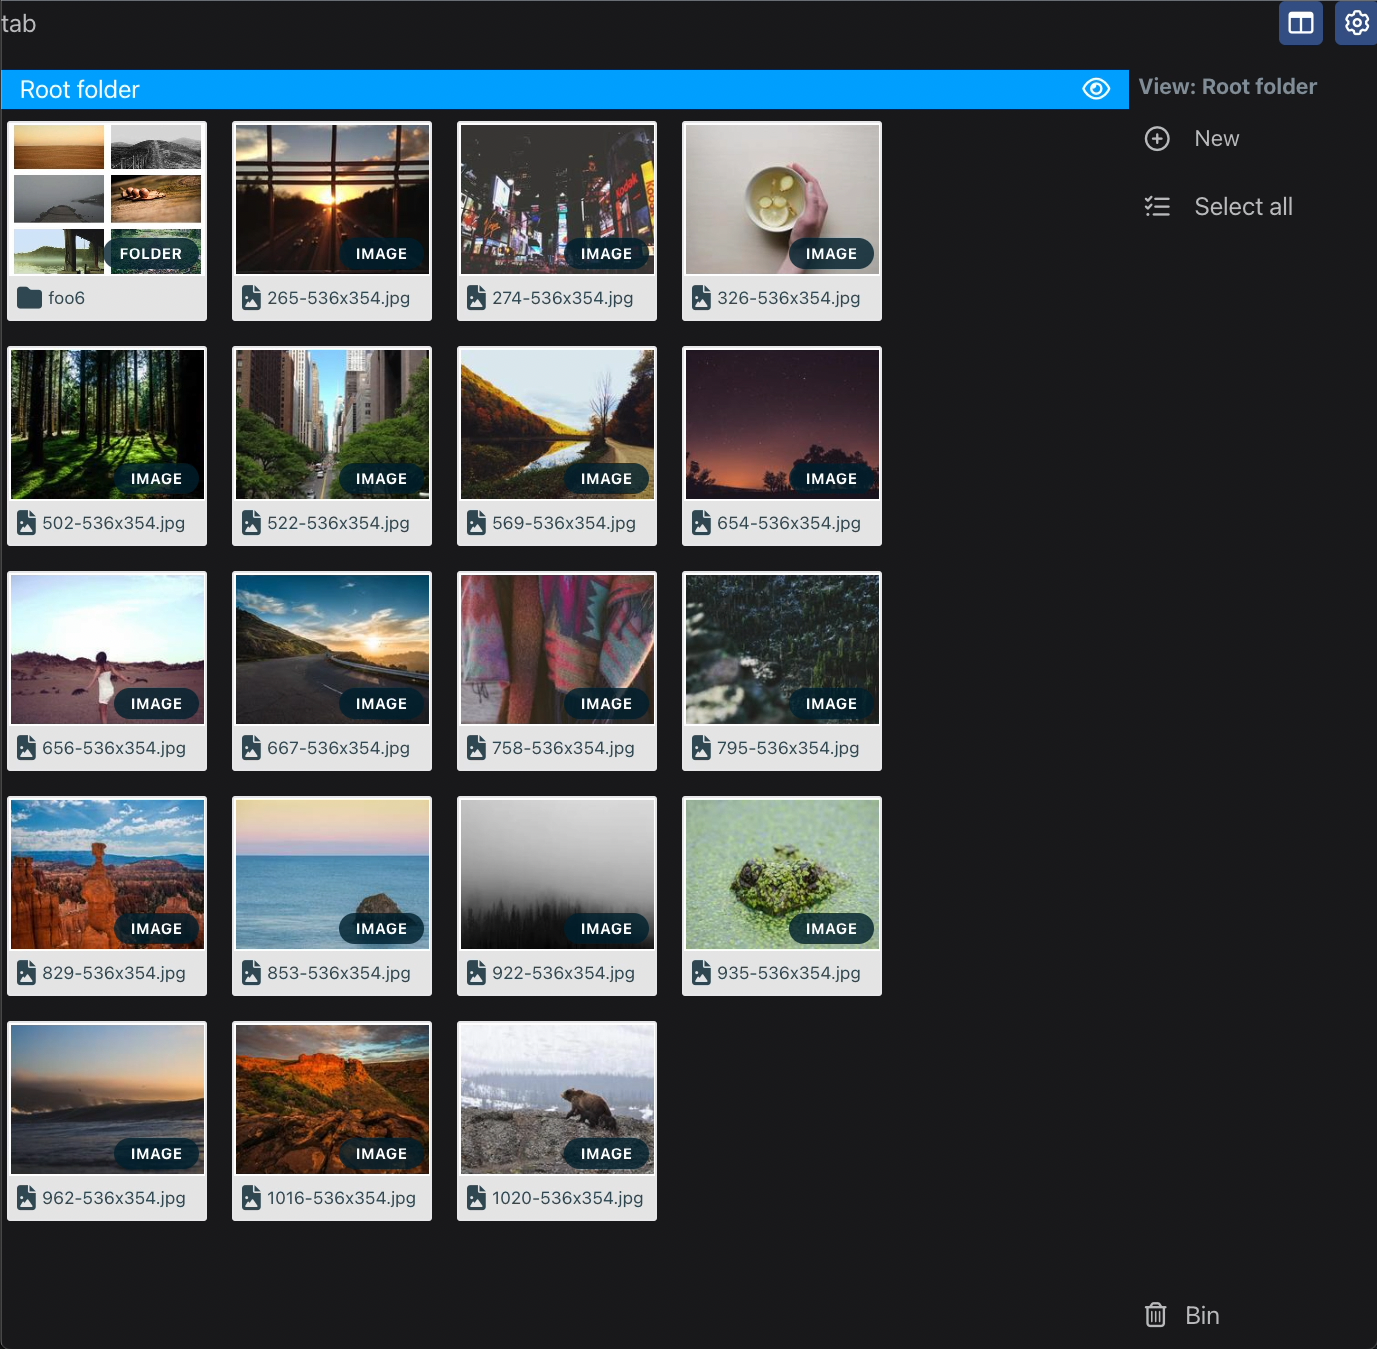 tab
Root folder
View: Root folder
New
Select all
FOLDER
foo6
IMAGE
265-536x354.jpg
Kodak
IMAGE
274-536x354.jpg
IMAGE
326-536x354.jpg
IMAGE
502-536x354.jpg
IMAGE
522-536x354.jpg
IMAGE
569-536x354.jpg
IMAGE
654-536x354.jpg
IMAGE
656-536x354.jpg
IMAGE
667-536x354.jpg
IMAGE
758-536x354.jpg
IMAGE
795-536x354.jpg
IMAGE
829-536x354.jpg
IMAGE
853-536x354.jpg
IMAGE
922-536x354.jpg
IMAGE
935-536x354.jpg
IMAGE
962-536x354.jpg
IMAGE
1016-536x354.jpg
IMAGE
1020-536x354.jpg
Bin